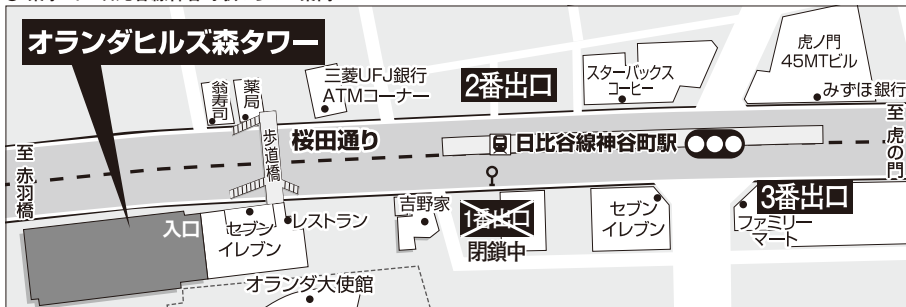 オランダヒルズ森タワー
翁寿司
薬局
三菱UFJ銀行
ATMコーナー
2番出口
スターバックス
コーヒー
虎ノ門
45MTビル
みずほ銀行
至 赤羽橋
歩道橋
桜田通り
日比谷線神谷町駅
至 虎の門
入口
セブン
イレブン
レストラン
吉野家
1番出口
閉鎖中
セブン
イレブン
3番出口
ファミリー
マート
オランダ大使館